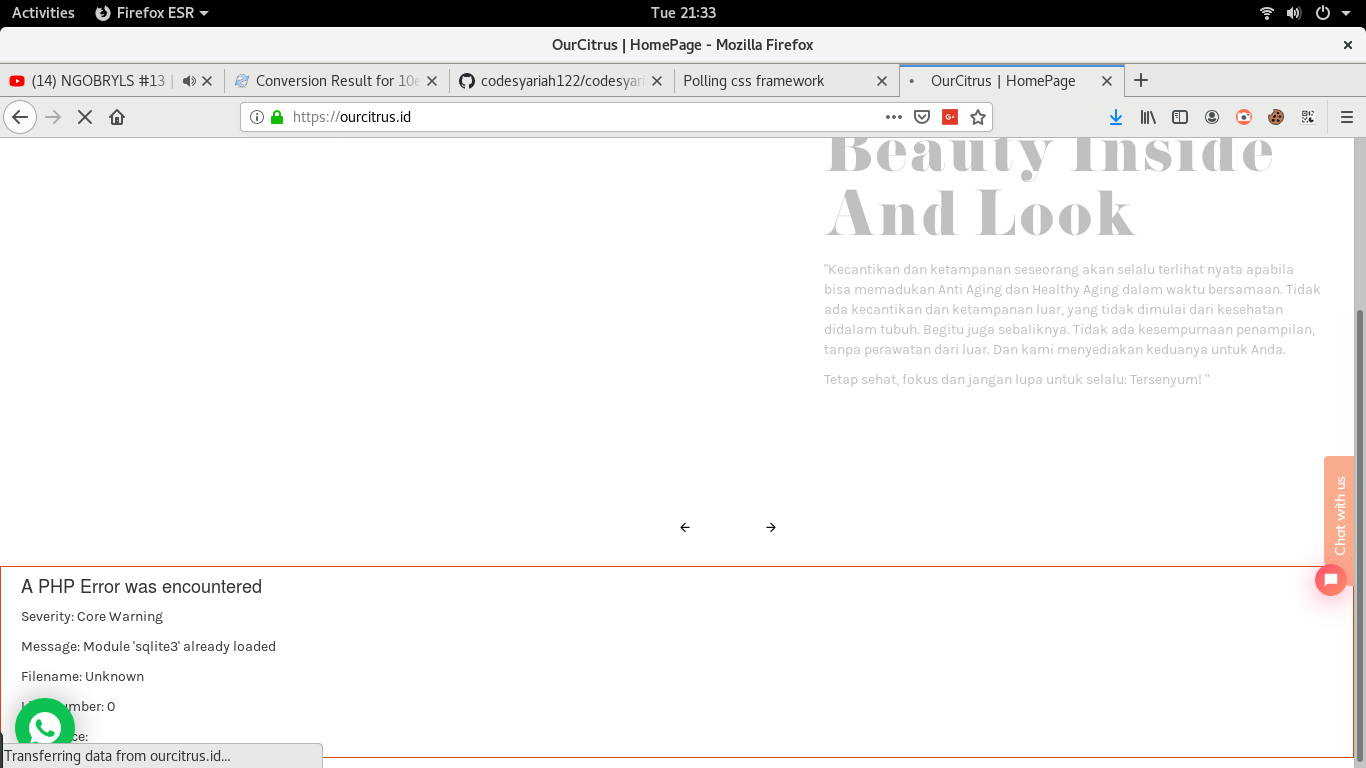 Activities Firefox ESR Tue 21:33
OurCitrus | HomePage - Mozilla Firefox
(14) NGOBRYLS #13 | Conversion Result for 10e codesyariah122/codesyari Polling css framework OurCitrus | HomePage
https://ourcitrus.id
G+
Beauty Inside
And Look
"Kecantikan dan ketampanan seseorang akan selalu terlihat nyata apabila
bisa memadukan Anti Aging dan Healthy Aging dalam waktu bersamaan. Tidak
ada kecantikan dan ketampanan luar, yang tidak dimulai dari kesehatan
didalam tubuh. Begitu juga sebaliknya. Tidak ada kesempurnaan penampilan,
tanpa perawatan dari luar. Dan kami menyediakan keduanya untuk Anda.
Tetap sehat, fokus dan jangan lupa untuk selalu: Tersenyum! "
Chat with us
A PHP Error was encountered
Severity: Core Warning
Message: Module 'sqlite3' already loaded
Filename: Unknown
mber: 0
ce:
Transferring data from ourcitrus.id...